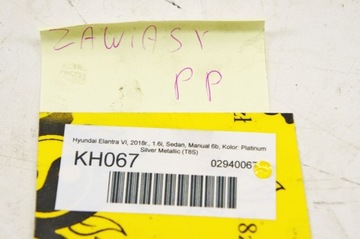 ZAWIASY
PP
Hyundai Elantra VI, 2018r., 1.6i, Sedan, Manual 6b, Kolor: Platinum
Silver Metallic (T8S)
KH067
02940067